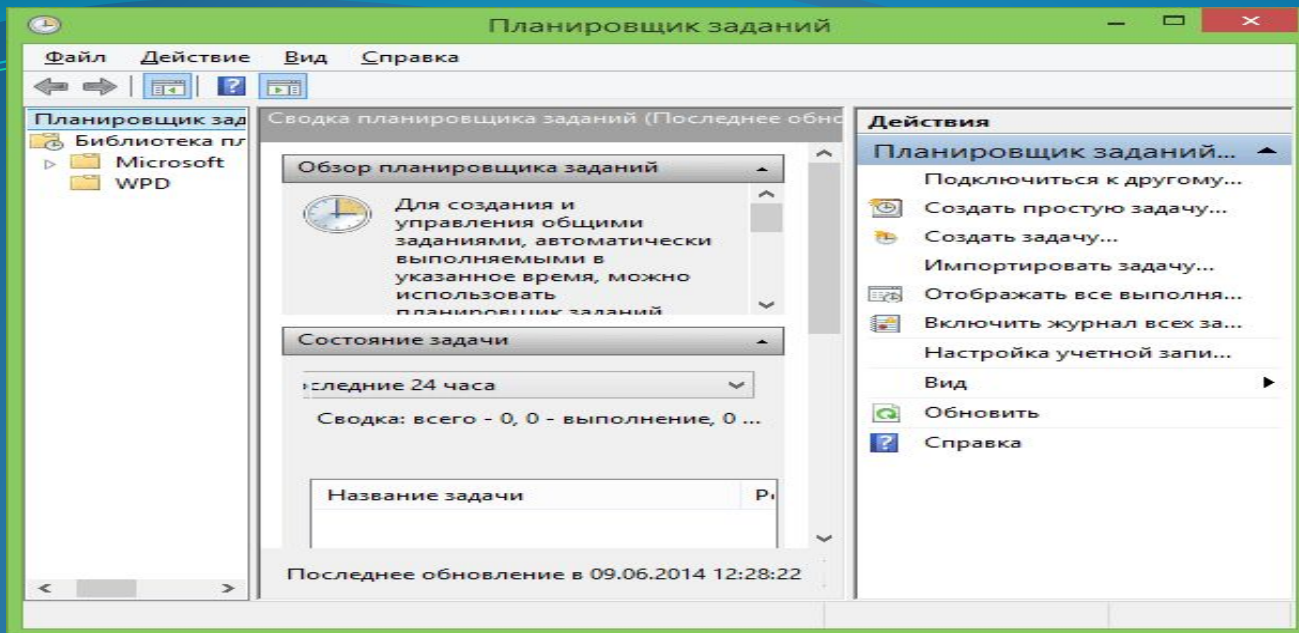 Планировщик заданий
Файл Действие Вид Справка
Планировщик зад
Библиотека пл
Microsoft
WPD
Сводка планировщика заданий (Последнее обно
Обзор планировщика заданий
Для создания и
управления общими
заданиями, автоматически
выполняемыми в
указанное время, можно
использовать
планировщик заданий
Состояние задачи
следние 24 часа
Сводка: всего - 0, 0 - выполнение, 0 ...
Название задачи
Последнее обновление в 09.06.2014 12:28:22
Действия
Планировщик заданий...
Подключиться к другому...
Создать простую задачу...
Создать задачу...
Импортировать задачу...
Отображать все выполня...
Включить журнал всех за...
Настройка учетной запи...
Вид
Обновить
Справка